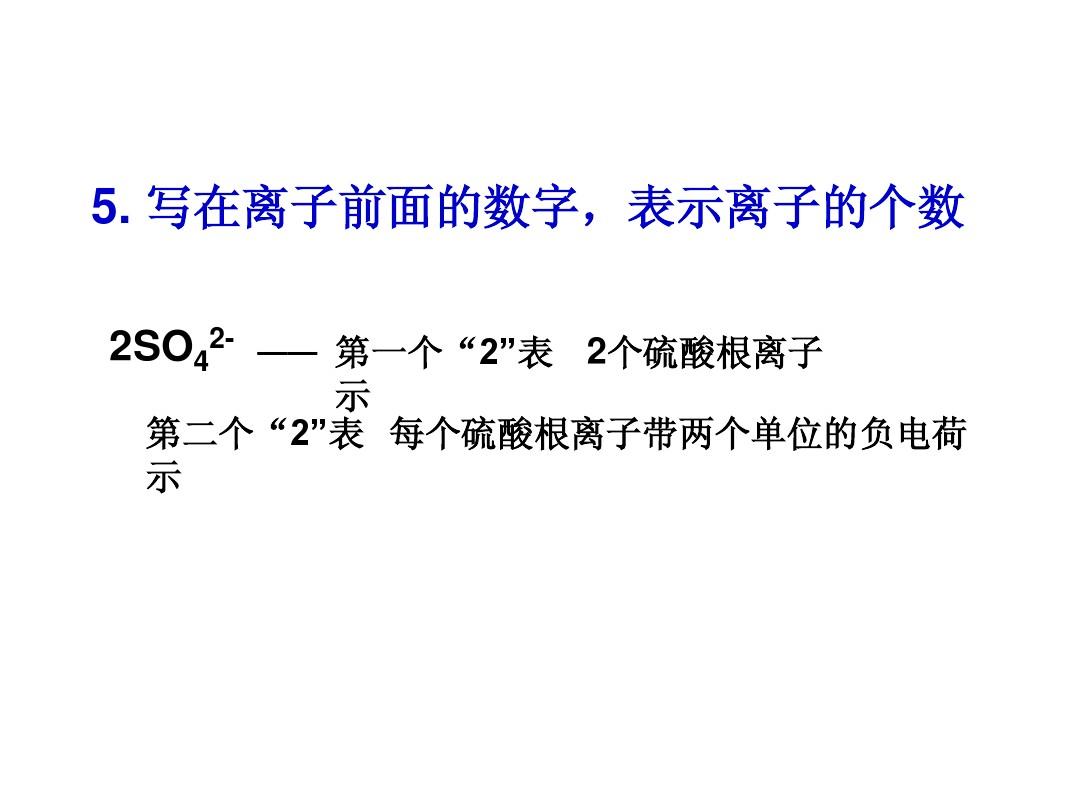 5. 写在离子前面的数字，表示离子的个数
2SO₄²⁻ —— 第一个“2”表示 2个硫酸根离子
第二个“2”表示 每个硫酸根离子带两个单位的负电荷